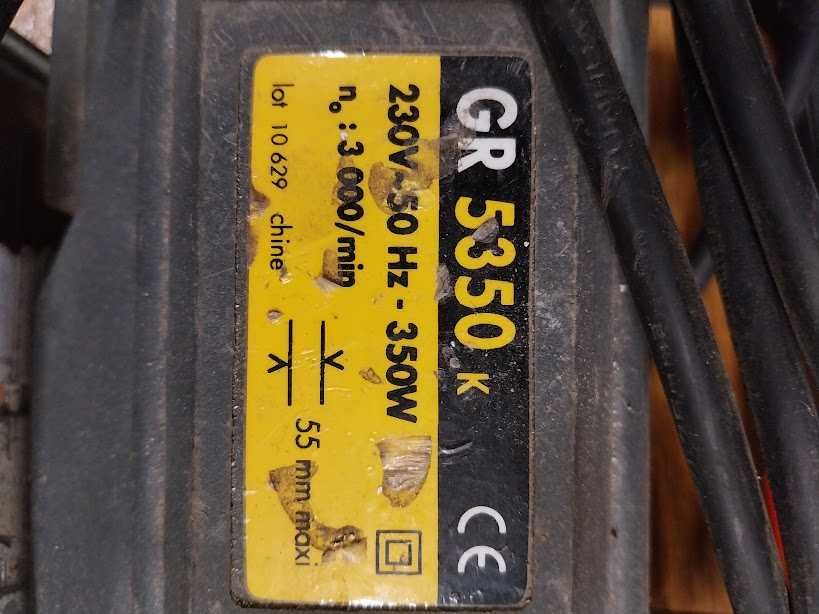 GR 5350 K CE
230V~50 Hz - 350W
n₀ : 3 000/min
55 mm maxi
lot 10 629 chine